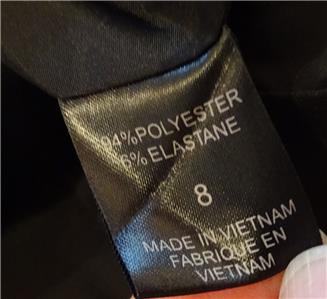 94%POLYESTER
6%ELASTANE
8
MADE IN VIETNAM
FABRIQUE EN
VIETNAM